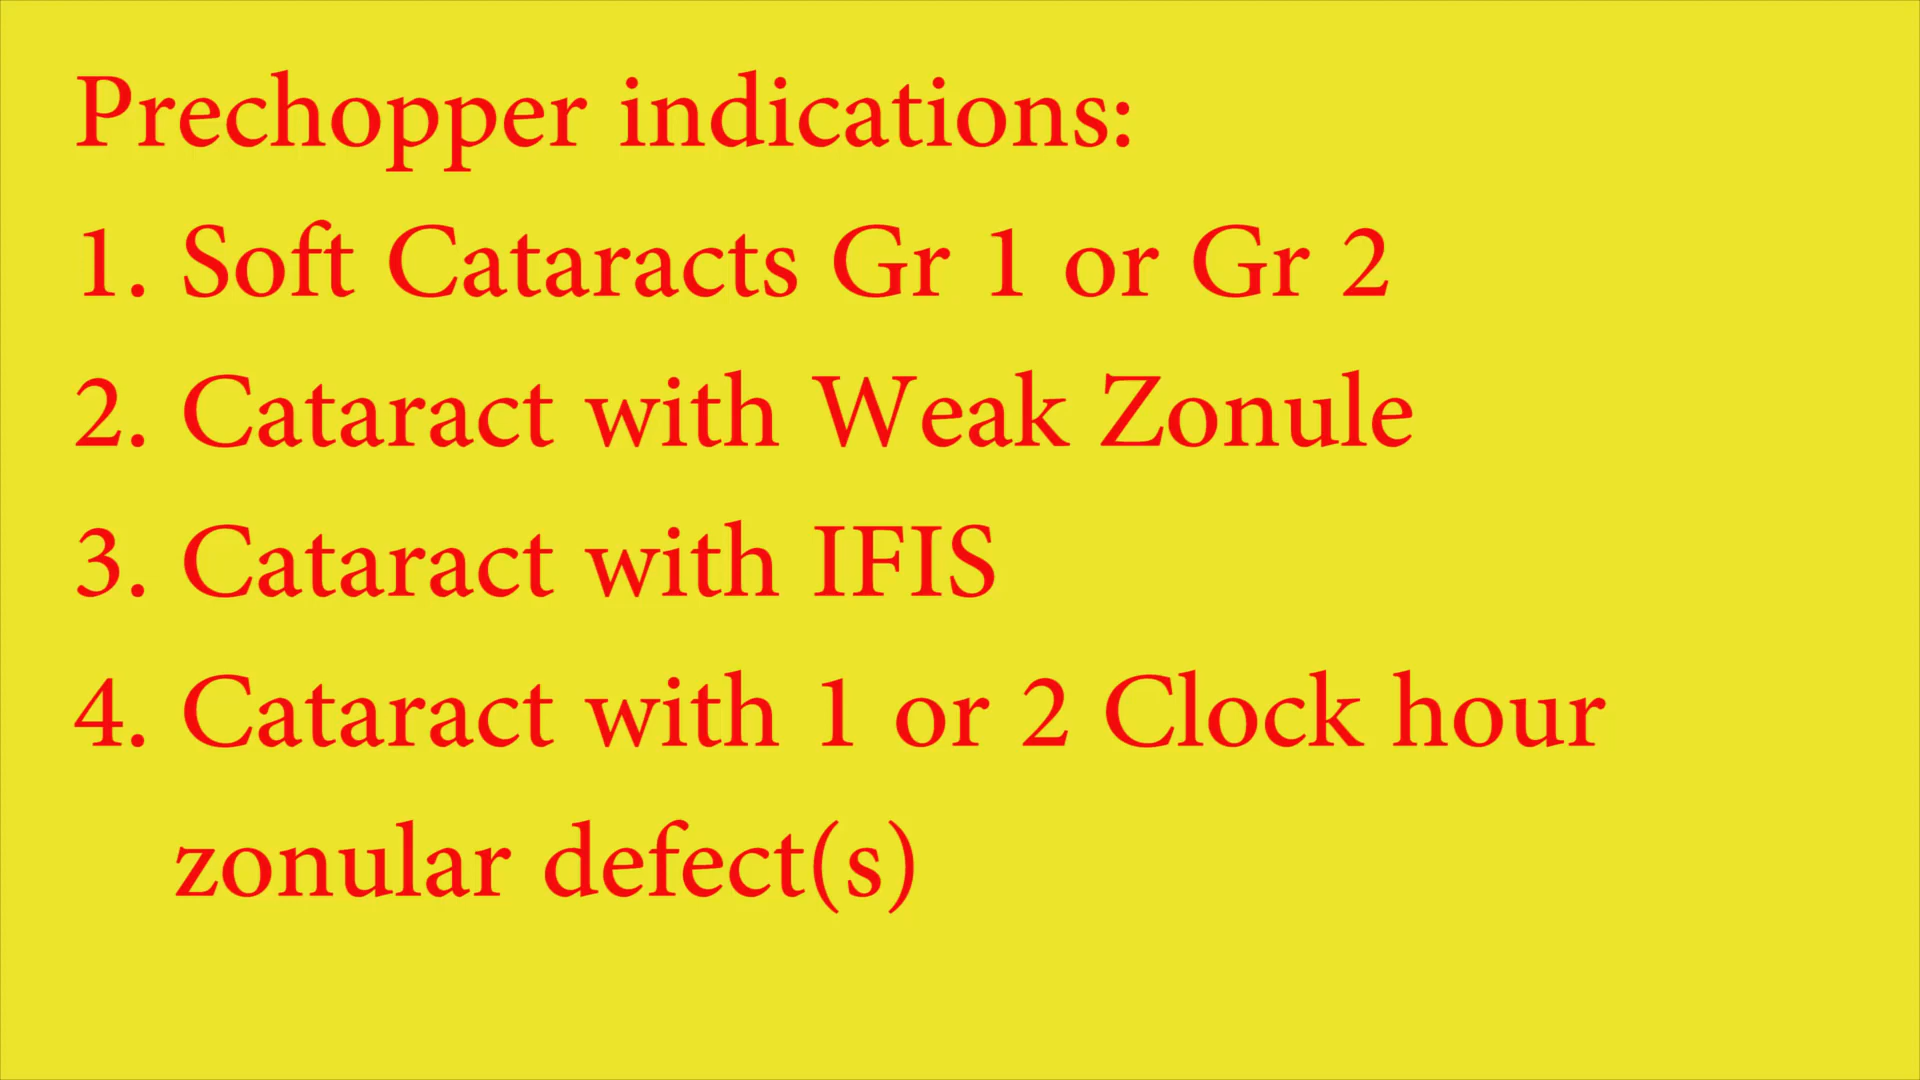 Prechopper indications:
1. Soft Cataracts Gr 1 or Gr 2
2. Cataract with Weak Zonule
3. Cataract with IFIS
4. Cataract with 1 or 2 Clock hour
zonular defect(s)